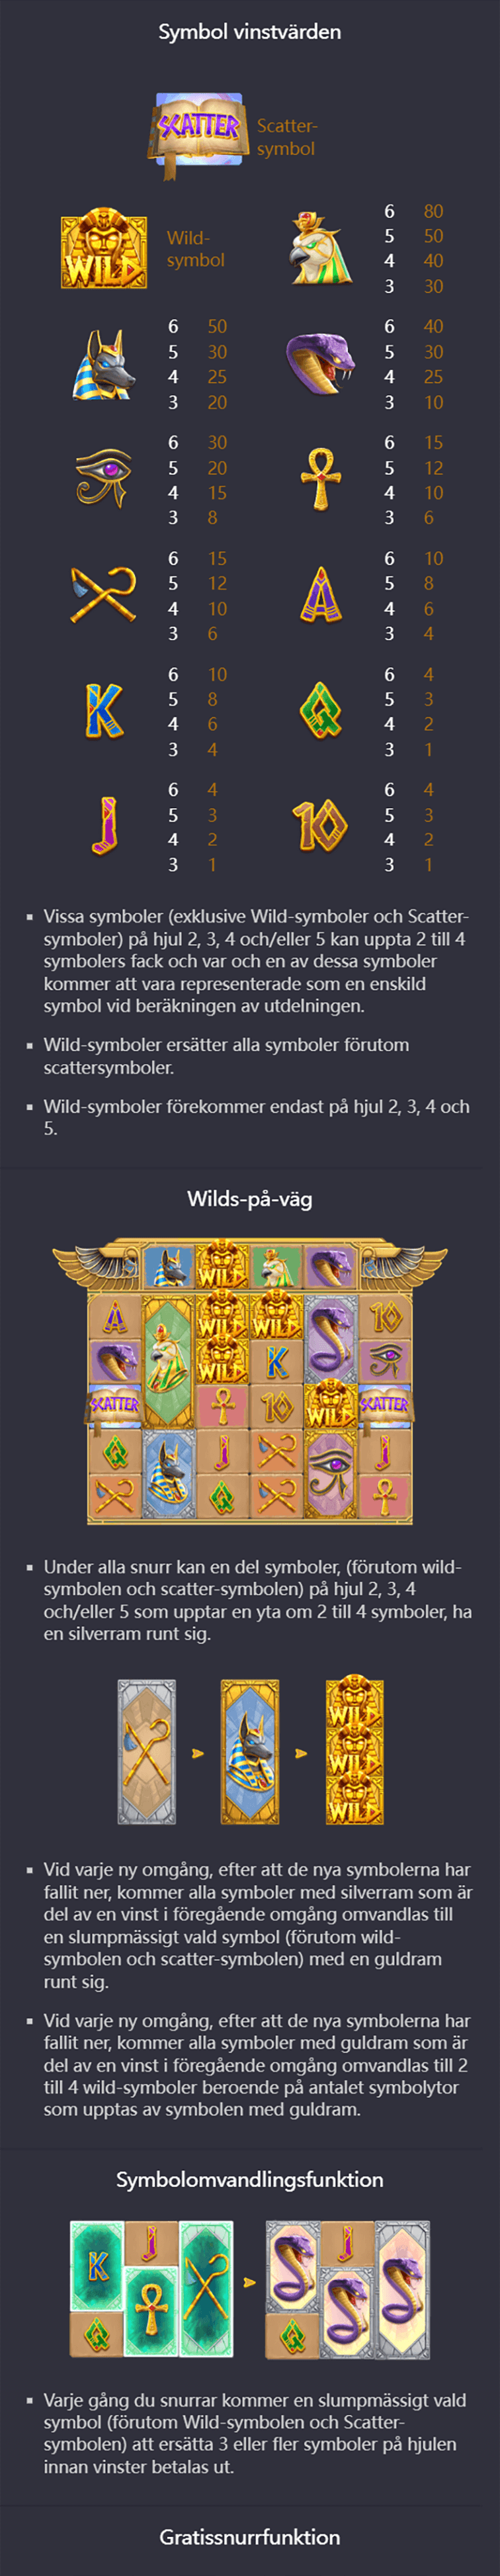 Symbol vinstvärden
SCATTER
Scatter-
symbol
WILD
Wild-
symbol
6 80
5 50
4 40
3 30
6 50
5 30
4 25
3 20
6 40
5 30
4 25
3 10
6 30
5 20
4 15
3 8
6 15
5 12
4 10
3 6
6 15
5 12
4 10
3 6
A
6 10
5 8
4 6
3 4
K
6 10
5 8
4 6
3 4
Q
6 4
5 3
4 2
3 1
J
6 4
5 3
4 2
3 1
10
6 4
5 3
4 2
3 1
▪ Vissa symboler (exklusive Wild-symboler och Scatter-
symboler) på hjul 2, 3, 4 och/eller 5 kan uppta 2 till 4
symbolers fack och var och en av dessa symboler
kommer att vara representerade som en enskild
symbol vid beräkningen av utdelningen.
▪ Wild-symboler ersätter alla symboler förutom
scattersymboler.
▪ Wild-symboler förekommer endast på hjul 2, 3, 4 och
5.
Wilds-på-väg
WILD
A WILD WILD 10
WILD K
SCATTER 10 WILD SCATTER
Q J J
Q
▪ Under alla snurr kan en del symboler, (förutom wild-
symbolen och scatter-symbolen) på hjul 2, 3, 4
och/eller 5 som upptar en yta om 2 till 4 symboler, ha
en silverram runt sig.
WILD
WILD
WILD
▪ Vid varje ny omgång, efter att de nya symbolerna har
fallit ner, kommer alla symboler med silverram som är
del av en vinst i föregående omgång omvandlas till
en slumpmässigt vald symbol (förutom wild-
symbolen och scatter-symbolen) med en guldram
runt sig.
▪ Vid varje ny omgång, efter att de nya symbolerna har
fallit ner, kommer alla symboler med guldram som är
del av en vinst i föregående omgång omvandlas till 2
till 4 wild-symboler beroende på antalet symbolytor
som upptas av symbolen med guldram.
Symbolomvandlingsfunktion
K J J
Q Q
▪ Varje gång du snurrar kommer en slumpmässigt vald
symbol (förutom Wild-symbolen och Scatter-
symbolen) att ersätta 3 eller fler symboler på hjulen
innan vinster betalas ut.
Gratissnurrfunktion